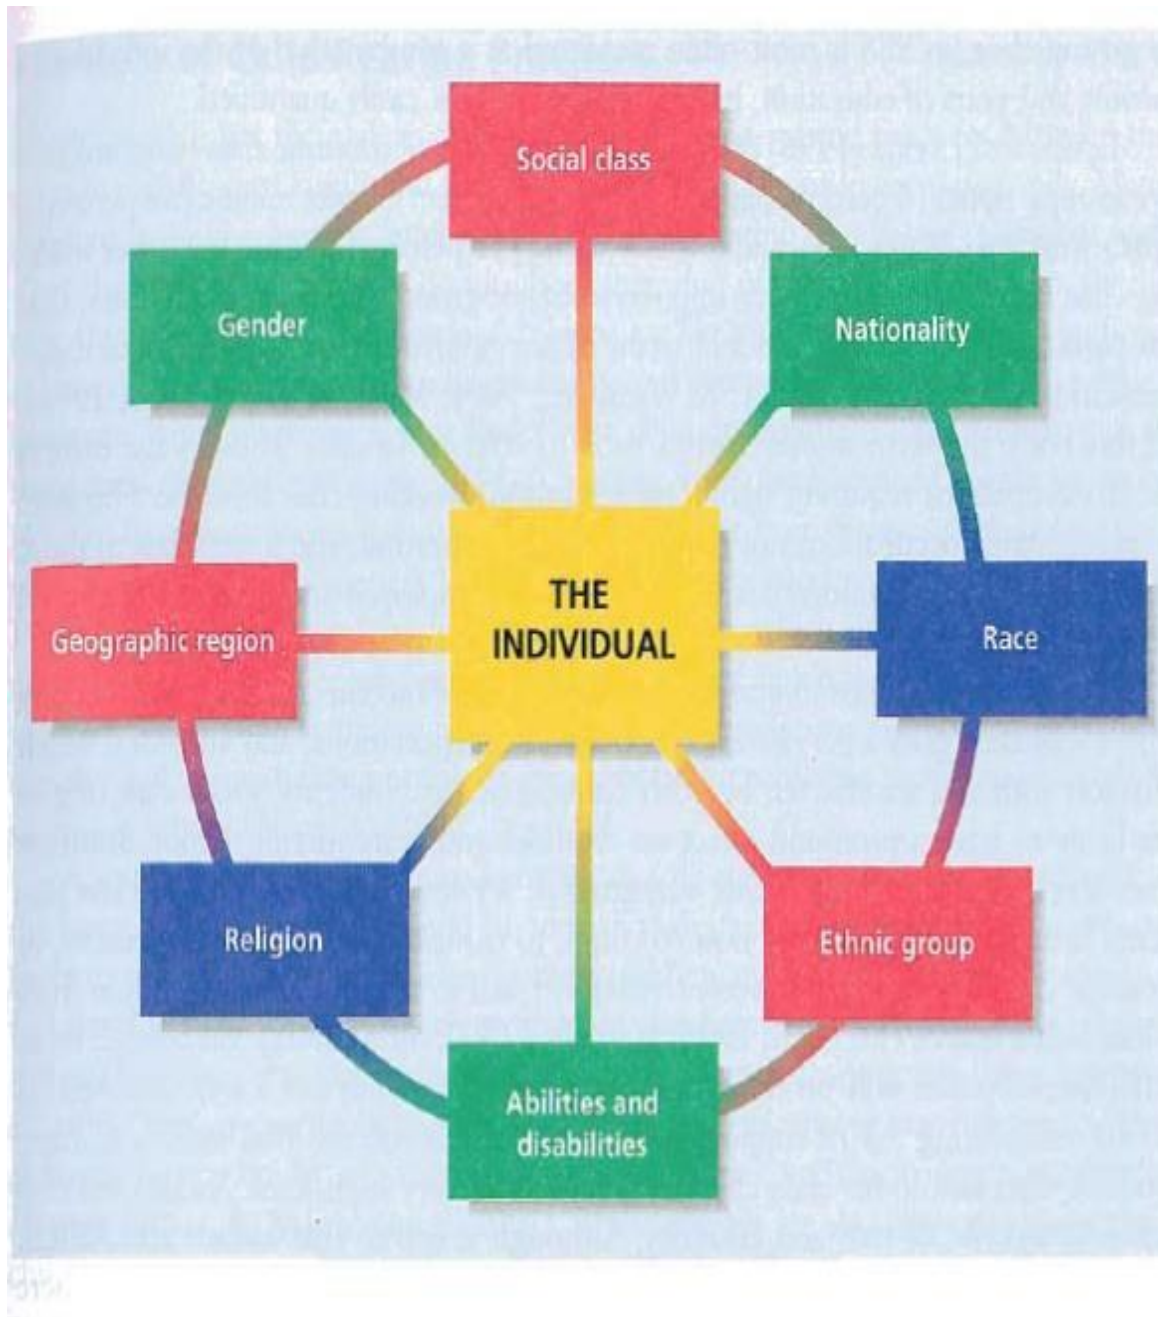 Social class
Gender
Nationality
THE
INDIVIDUAL
Geographic region
Race
Religion
Ethnic group
Abilities and
disabilities